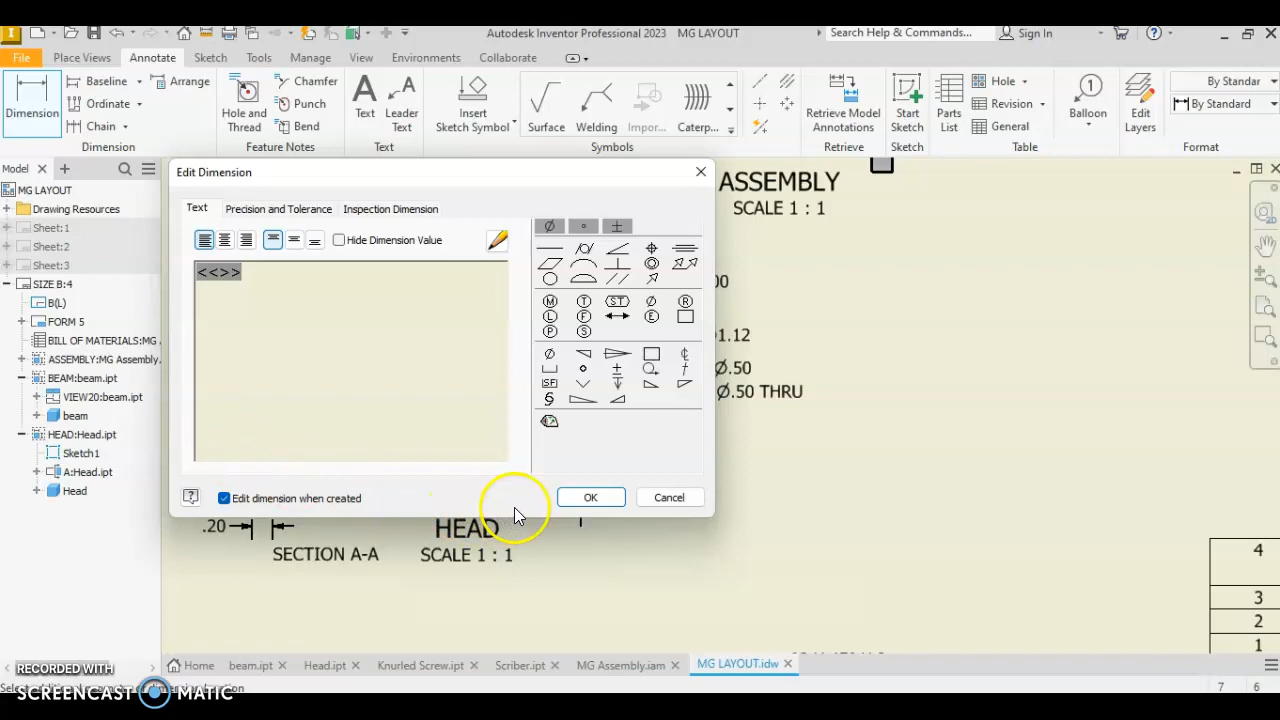 Autodesk Inventor Professional 2023 MG LAYOUT
Search Help & Commands...
Sign In
File Place Views Annotate Sketch Tools Manage View Environments Collaborate
Dimension
Baseline
Ordinate
Chain
Arrange
Dimension
Hole and Thread
Chamfer
Punch
Bend
Feature Notes
Text
Leader Text
Text
Insert Sketch Symbol
Surface
Welding
Impor...
Caterp...
Symbols
Retrieve Model Annotations
Retrieve
Start Sketch
Sketch
Parts List
Hole
Revision
General
Table
Balloon
Edit Layers
By Standar
By Standard
Format
Model
MG LAYOUT
Drawing Resources
Sheet:1
Sheet:2
Sheet:3
SIZE B:4
B(L)
FORM 5
BILL OF MATERIALS:MG
ASSEMBLY:MG Assembly.
BEAM:beam.ipt
VIEW20:beam.ipt
beam
HEAD:Head.ipt
Sketch1
A:Head.ipt
Head
Edit Dimension
Text Precision and Tolerance Inspection Dimension
Hide Dimension Value
<<>>
Edit dimension when created
OK Cancel
ASSEMBLY
SCALE 1 : 1
00
1.12
Ø.50
Ø.50 THRU
.20
SECTION A-A
HEAD
SCALE 1 : 1
4
3
2
1
Home beam.ipt Head.ipt Knurled Screw.ipt Scriber.ipt MG Assembly.iam MG LAYOUT.idw
7 6
RECORDED WITH
SCREENCAST MATIC